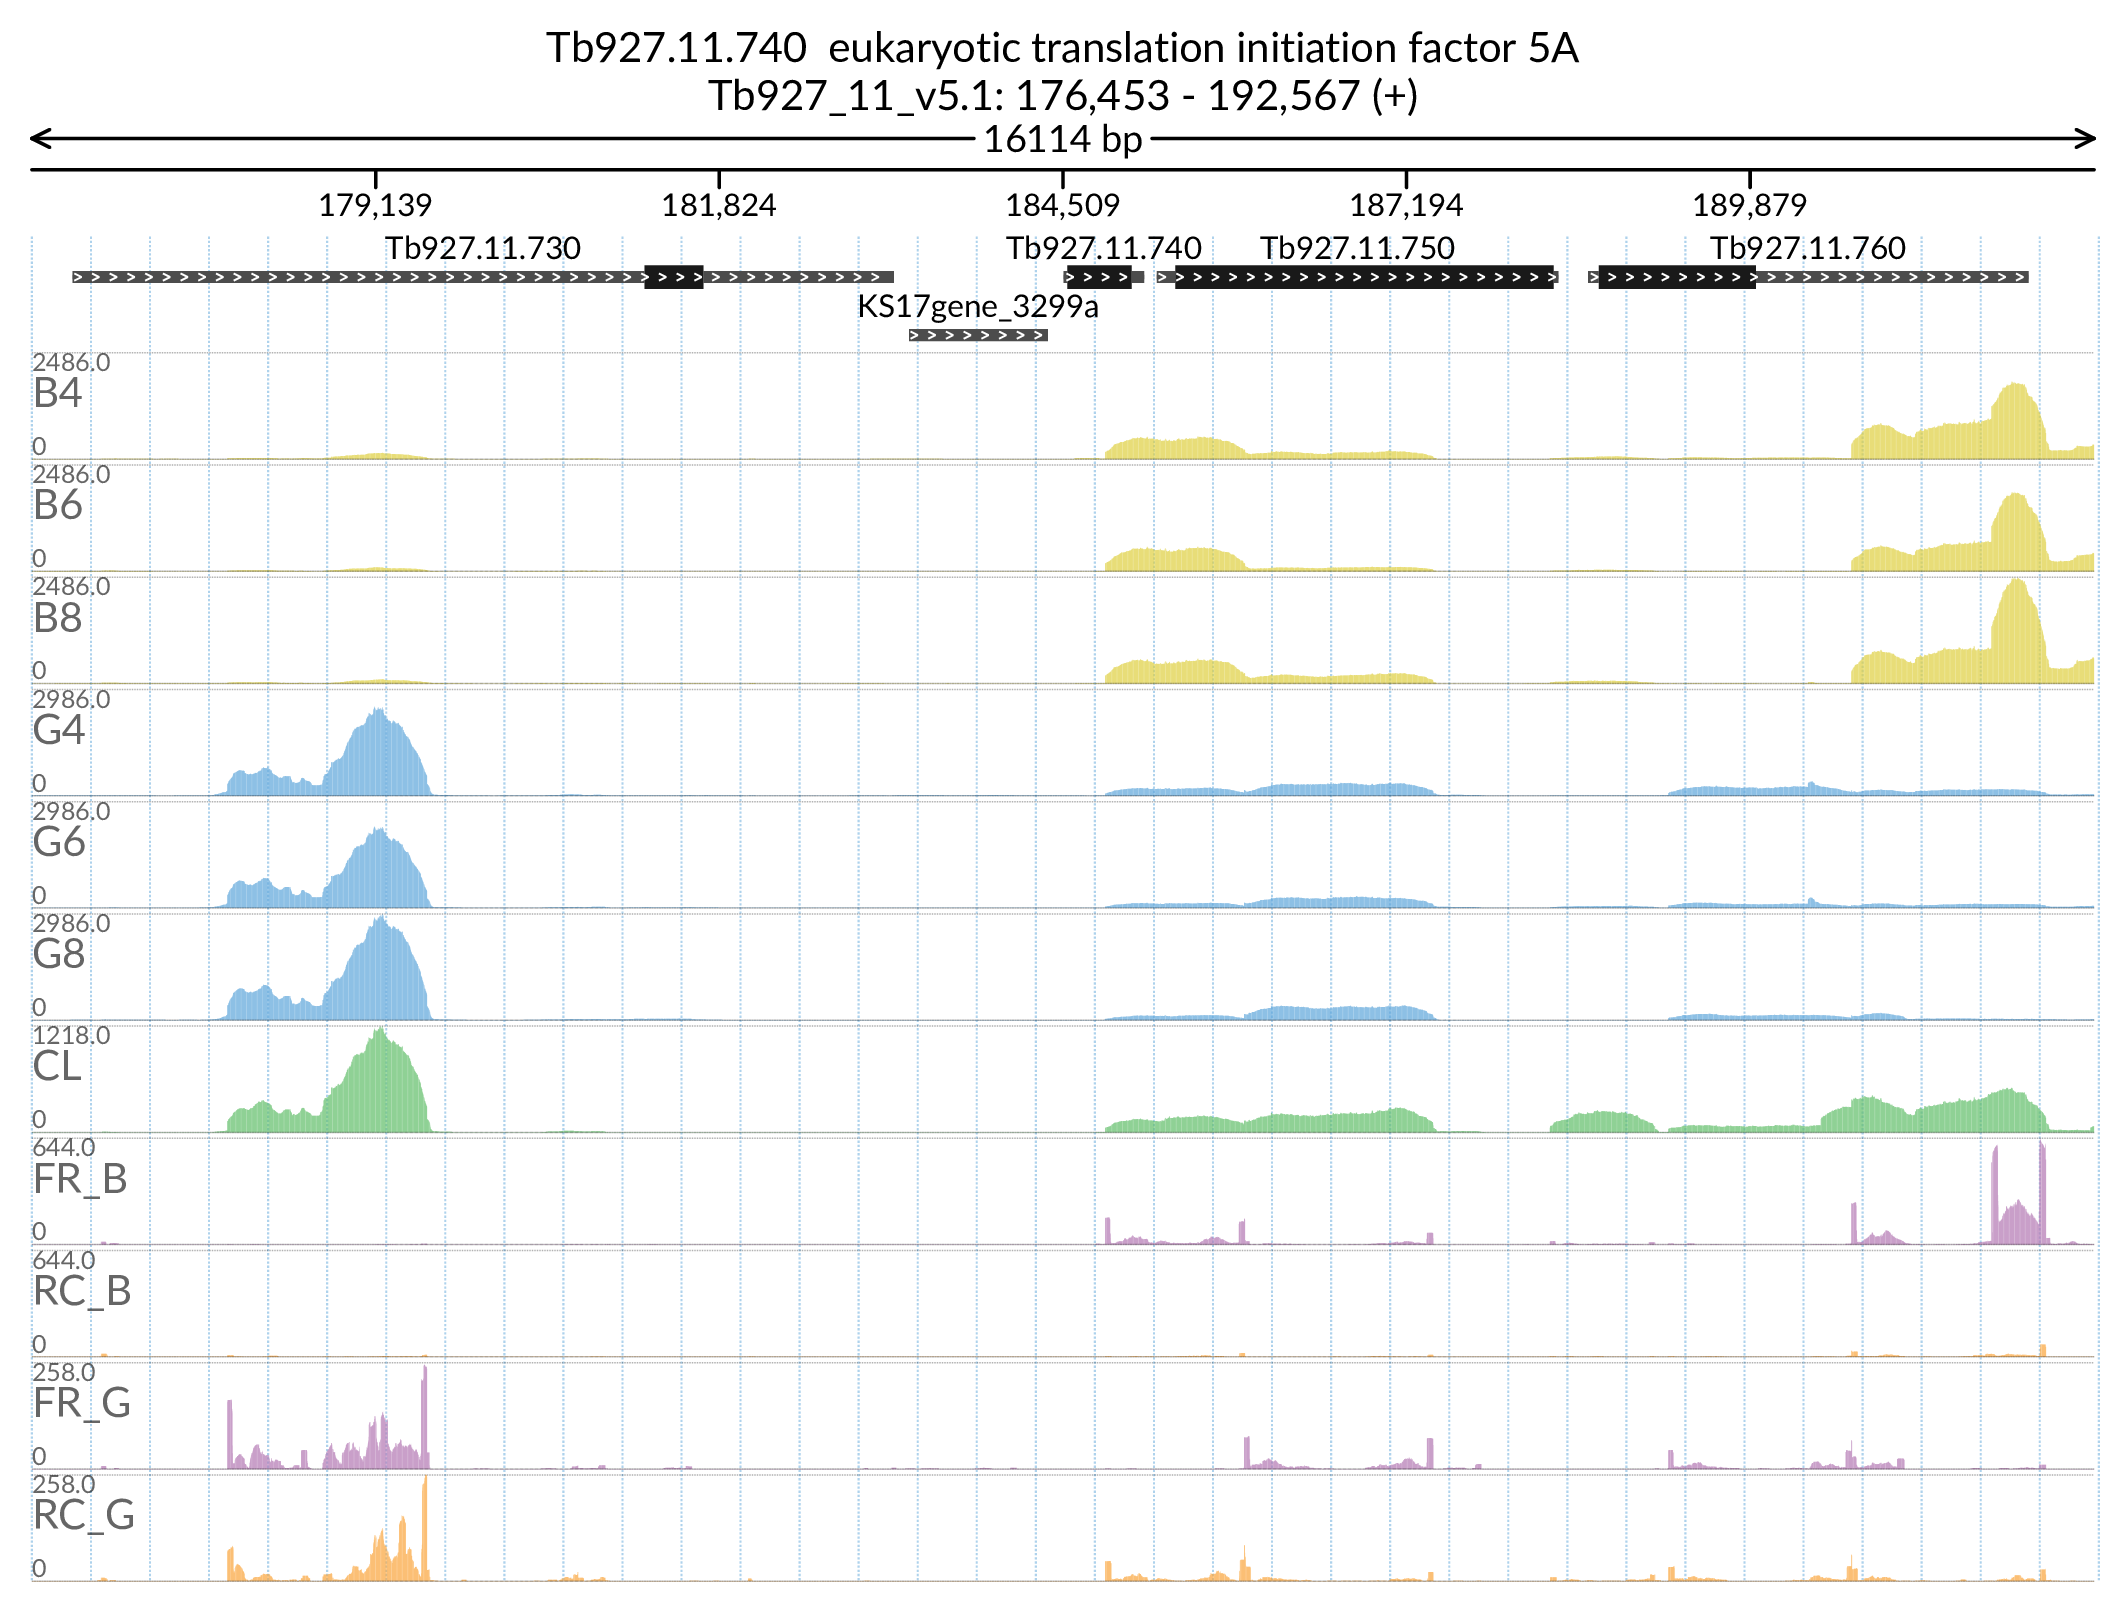 Tb927.11.740  eukaryotic translation initiation factor 5A
Tb927_11_v5.1: 176,453 - 192,567 (+)
16114 bp
179,139 181,824 184,509 187,194 189,879
Tb927.11.730 Tb927.11.740 Tb927.11.750 Tb927.11.760
KS17gene_3299a
2486.0
B4
0
2486.0
B6
0
2486.0
B8
0
2986.0
G4
0
2986.0
G6
0
2986.0
G8
0
1218.0
CL
0
644.0
FR_B
0
644.0
RC_B
0
258.0
FR_G
0
258.0
RC_G
0